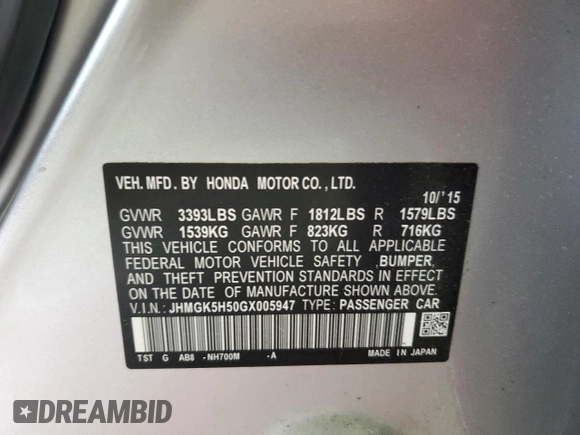 VEH. MFD. BY HONDA MOTOR CO., LTD.
10/'15
GVWR 3393LBS GAWR F 1812LBS R 1579LBS
GVWR 1539KG GAWR F 823KG R 716KG
THIS VEHICLE CONFORMS TO ALL APPLICABLE
FEDERAL MOTOR VEHICLE SAFETY ,BUMPER,
AND THEFT PREVENTION STANDARDS IN EFFECT
ON THE DATE OF MANUFACTURE SHOWN ABOVE.
V.I.N.: JHMGK5H50GX005947 TYPE: PASSENGER CAR
TST G AB8 -NH700M -A MADE IN JAPAN
DREAMBID